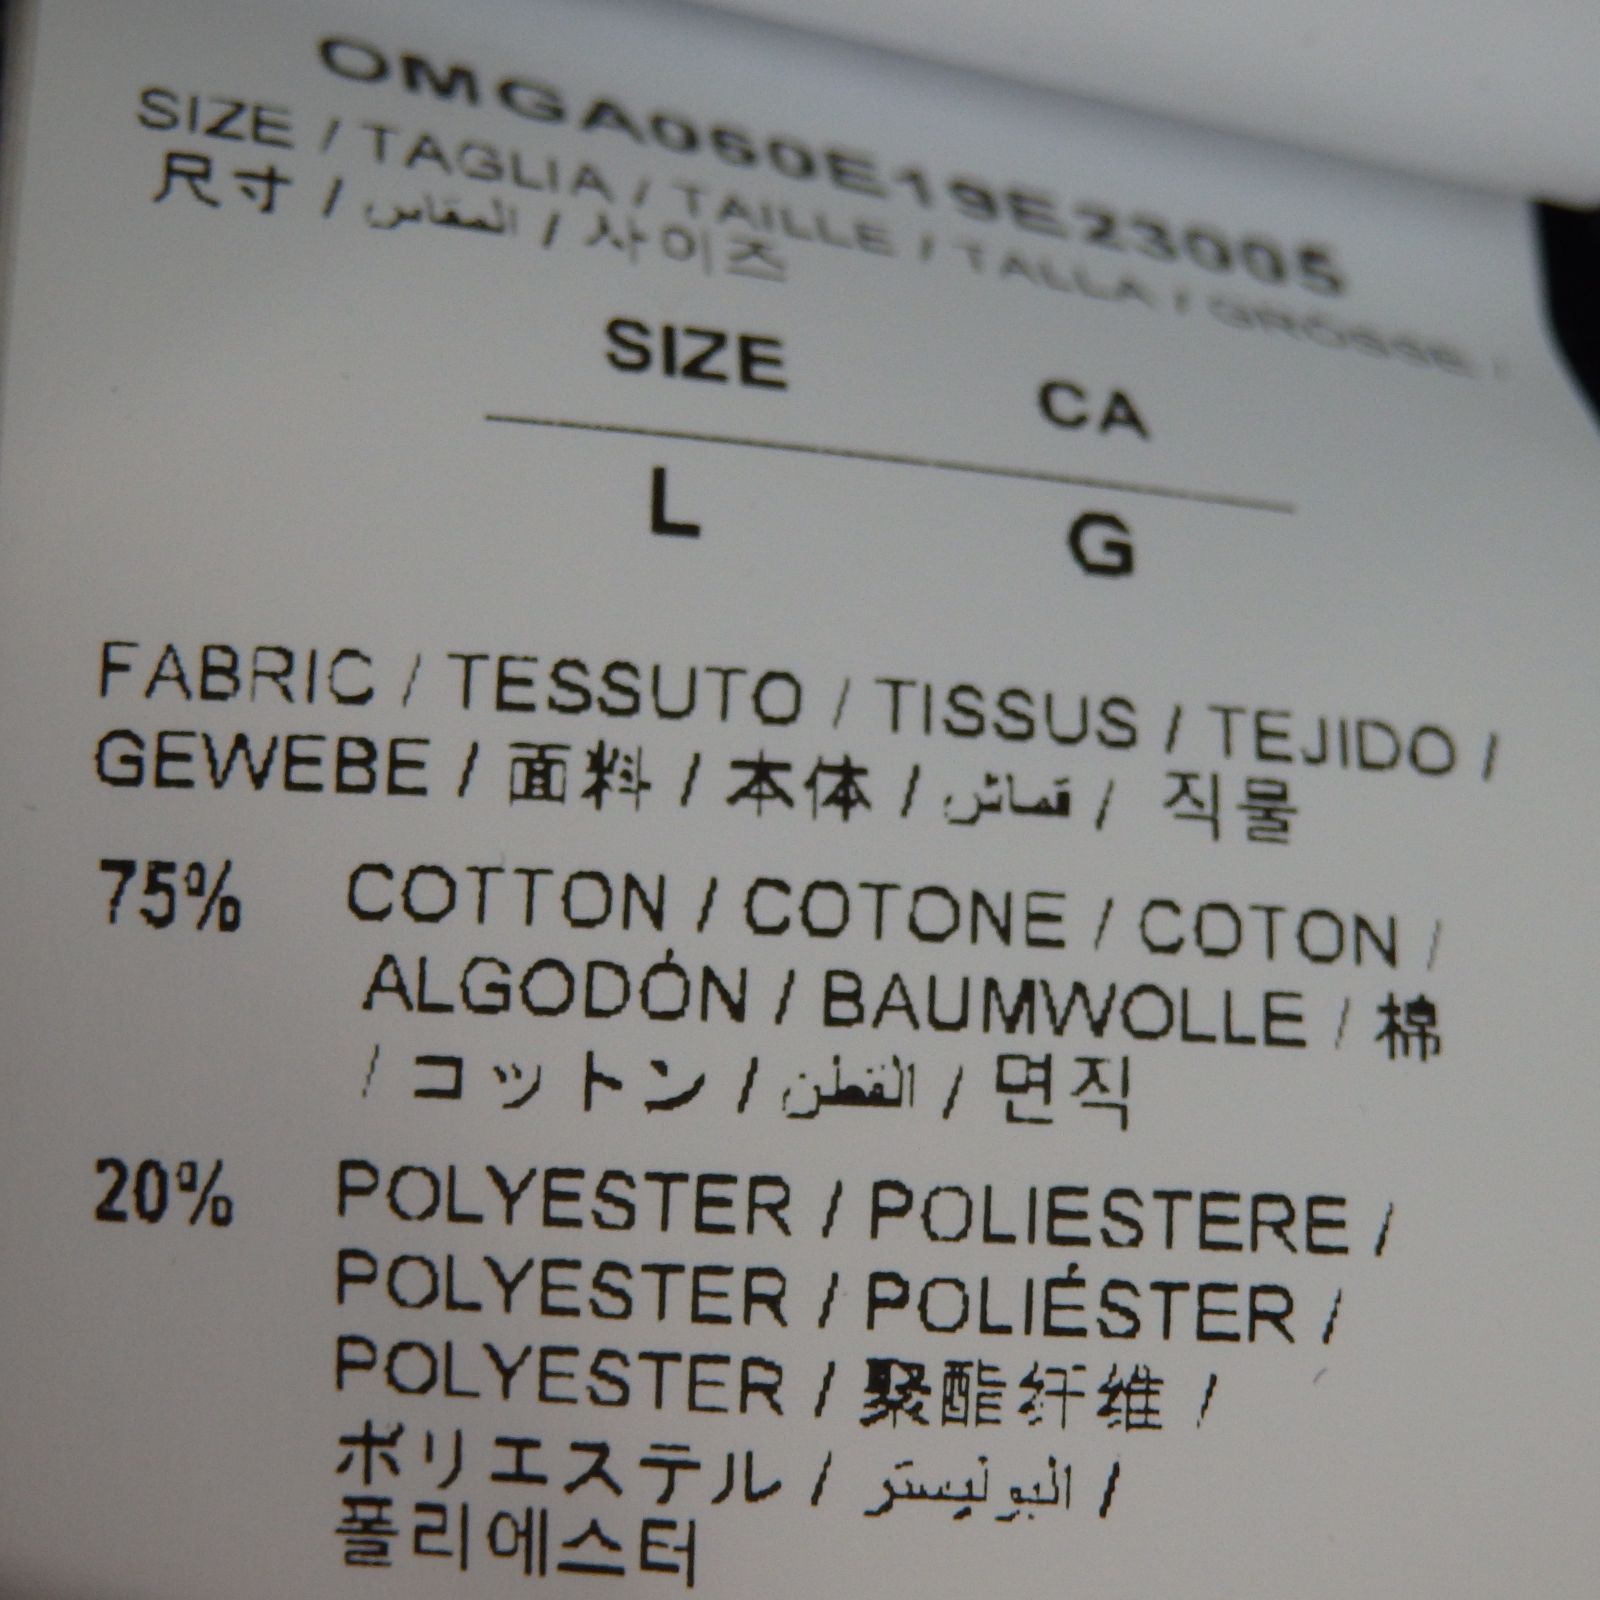 OMGA060E19E23005
SIZE / TAGLIA / TAILLE / TALLA / GRÖSSE /
尺寸 / المقاس / 사이즈
SIZE CA
L G
FABRIC / TESSUTO / TISSUS / TEJIDO /
GEWEBE / 面料 / 本体 / قمائش / 직물
75% COTTON / COTONE / COTON /
ALGODÓN / BAUMWOLLE / 棉
/ コットン / القطن / 면직
20% POLYESTER / POLIESTERE /
POLYESTER / POLIÉSTER /
POLYESTER / 聚酯纤维 /
ポリエステル / البوليستر /
폴리에스터